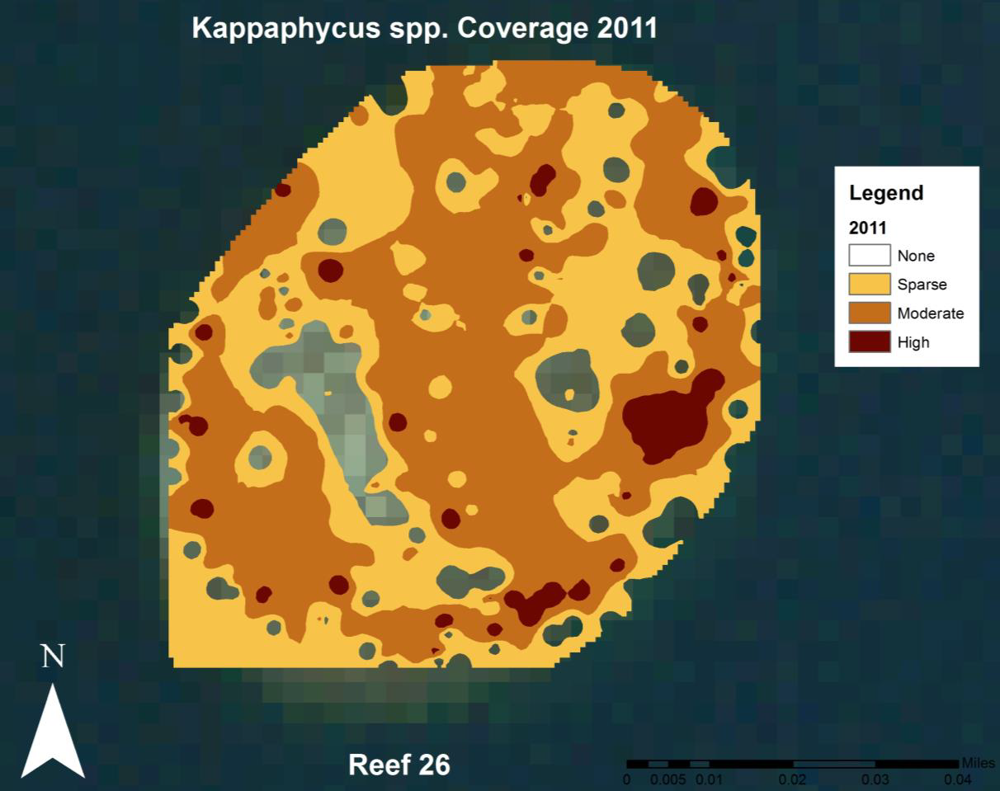 Kappaphycus spp. Coverage 2011
Legend
2011
None
Sparse
Moderate
High
N
Reef 26
Miles
0 0.005 0.01 0.02 0.03 0.04